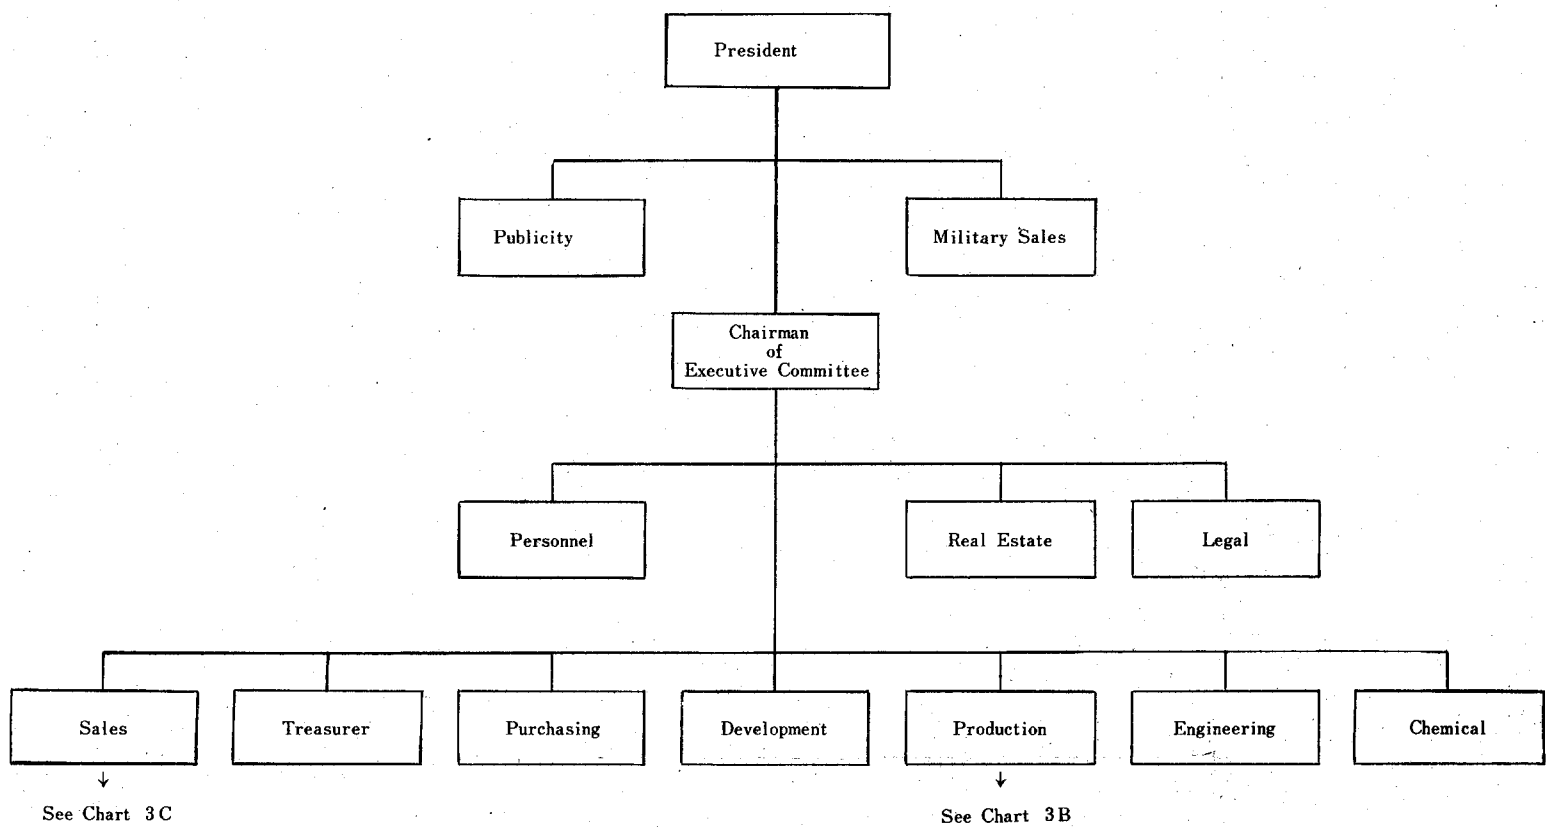 President
Publicity
Military Sales
Chairman
of
Executive Committee
Personnel
Real Estate
Legal
Sales
Treasurer
Purchasing
Development
Production
Engineering
Chemical
See Chart 3C
See Chart 3B